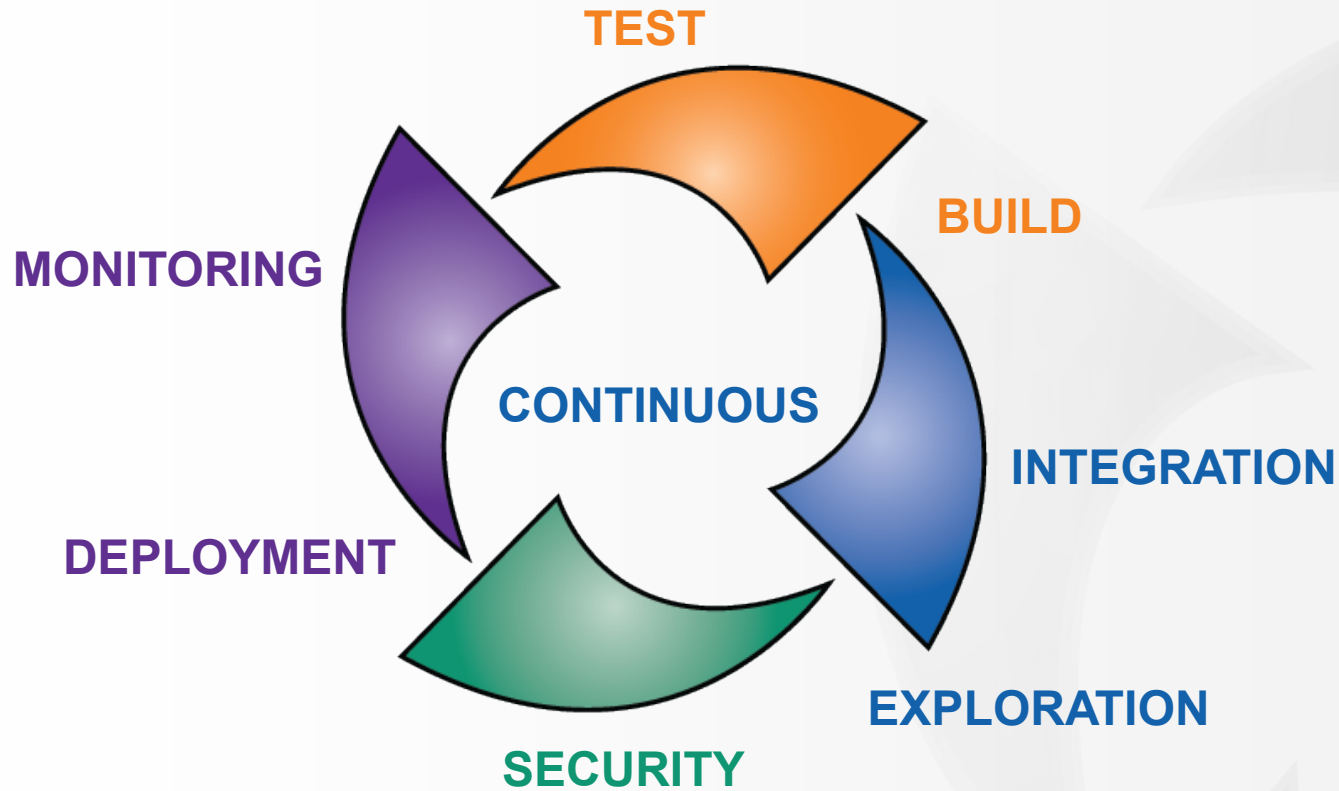 TEST
BUILD
MONITORING
CONTINUOUS
INTEGRATION
DEPLOYMENT
EXPLORATION
SECURITY